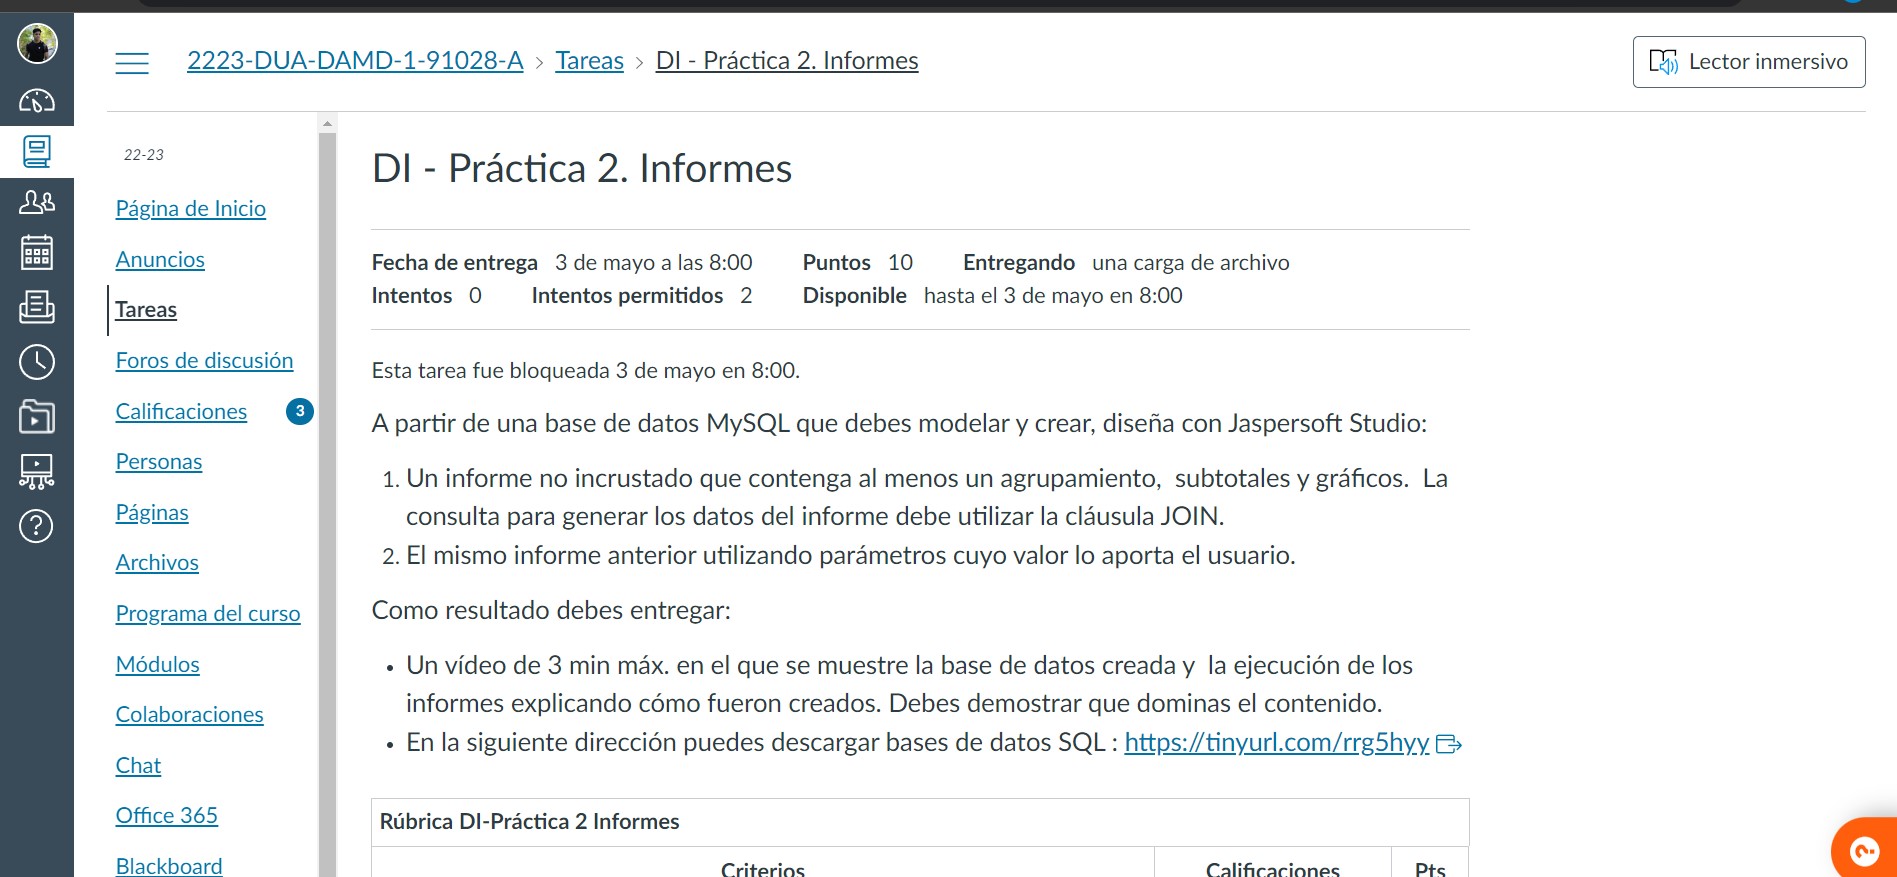 2223-DUA-DAMD-1-91028-A > Tareas > DI - Práctica 2. Informes
Lector inmersivo
22-23
Página de Inicio
Anuncios
Tareas
Foros de discusión
Calificaciones 3
Personas
Páginas
Archivos
Programa del curso
Módulos
Colaboraciones
Chat
Office 365
Blackboard
DI - Práctica 2. Informes
Fecha de entrega 3 de mayo a las 8:00 Puntos 10 Entregando una carga de archivo
Intentos 0 Intentos permitidos 2 Disponible hasta el 3 de mayo en 8:00
Esta tarea fue bloqueada 3 de mayo en 8:00.
A partir de una base de datos MySQL que debes modelar y crear, diseña con Jaspersoft Studio:
1. Un informe no incrustado que contenga al menos un agrupamiento, subtotales y gráficos. La
consulta para generar los datos del informe debe utilizar la cláusula JOIN.
2. El mismo informe anterior utilizando parámetros cuyo valor lo aporta el usuario.
Como resultado debes entregar:
• Un vídeo de 3 min máx. en el que se muestre la base de datos creada y la ejecución de los
informes explicando cómo fueron creados. Debes demostrar que dominas el contenido.
• En la siguiente dirección puedes descargar bases de datos SQL : https://tinyurl.com/rrg5hyy
Rúbrica DI-Práctica 2 Informes
Criterios Calificaciones Pts